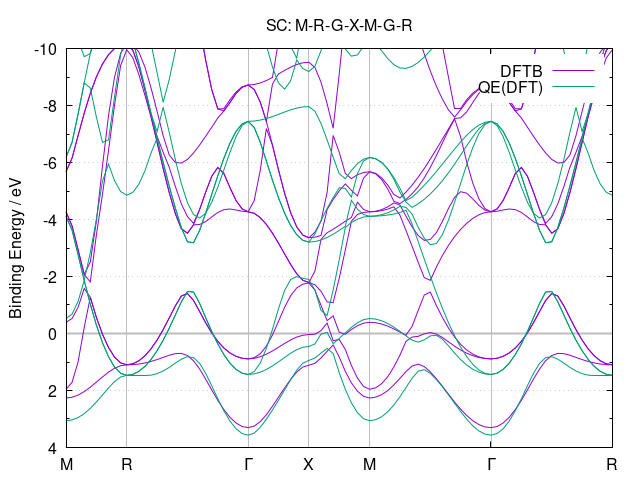 SC: M-R-G-X-M-G-R
-10
DFTB
QE(DFT)
-8
-6
-4
-2
0
2
4
Binding Energy / eV
M R Γ X M Γ R